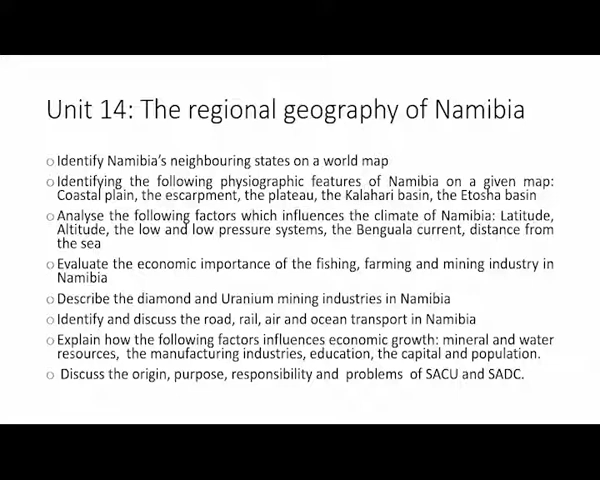 Unit 14: The regional geography of Namibia
○ Identify Namibia's neighbouring states on a world map
○ Identifying the following physiographic features of Namibia on a given map:
Coastal plain, the escarpment, the plateau, the Kalahari basin, the Etosha basin
○ Analyse the following factors which influences the climate of Namibia: Latitude,
Altitude, the low and low pressure systems, the Benguala current, distance from
the sea
○ Evaluate the economic importance of the fishing, farming and mining industry in
Namibia
○ Describe the diamond and Uranium mining industries in Namibia
○ Identify and discuss the road, rail, air and ocean transport in Namibia
○ Explain how the following factors influences economic growth: mineral and water
resources, the manufacturing industries, education, the capital and population.
○ Discuss the origin, purpose, responsibility and problems of SACU and SADC.